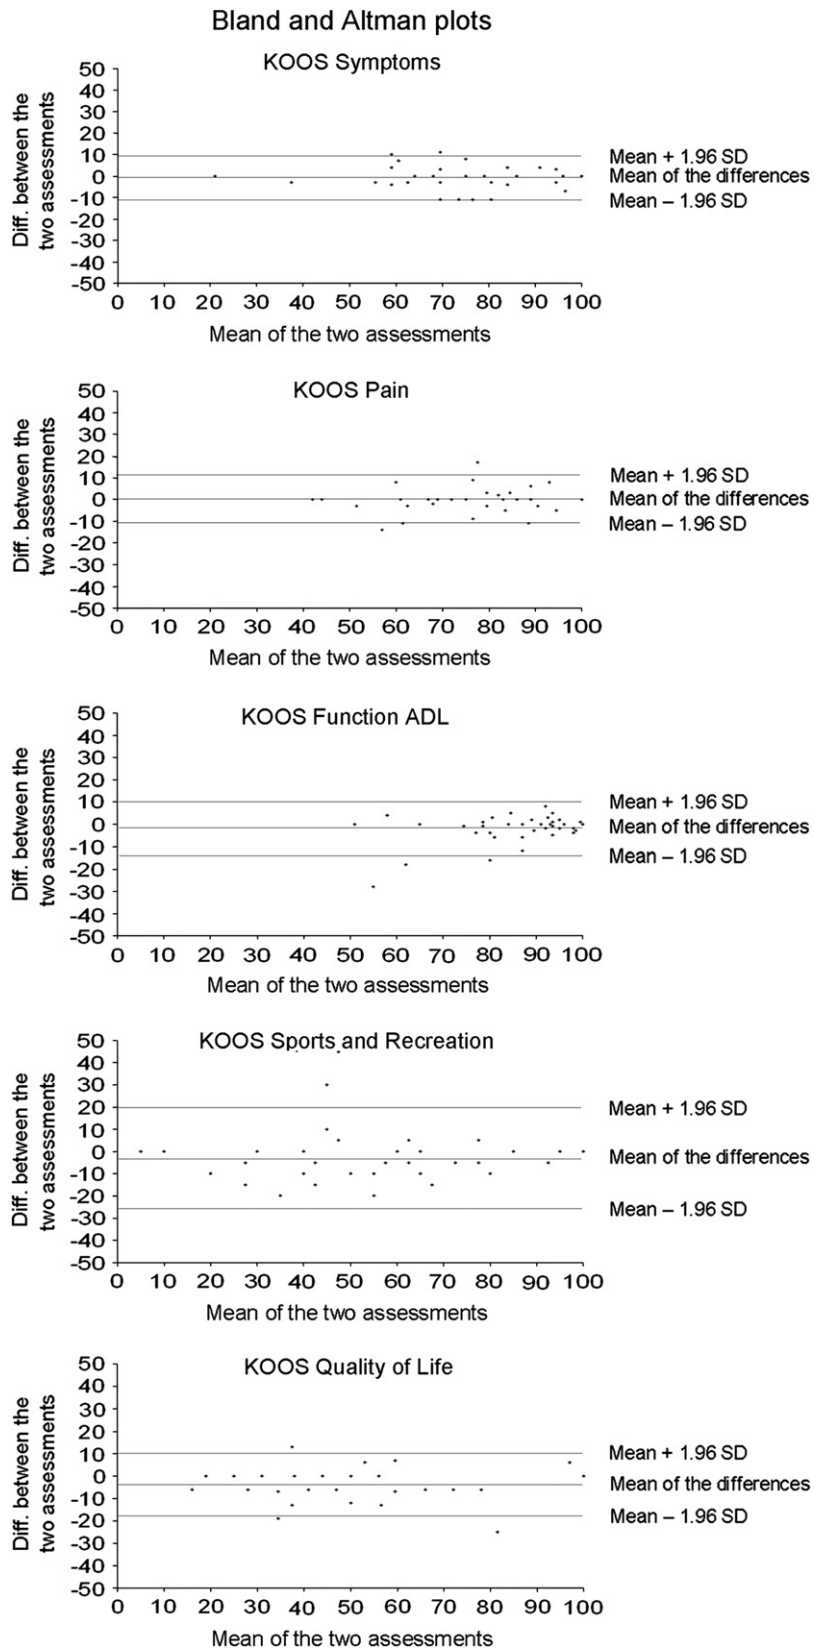 Bland and Altman plots
KOOS Symptoms
50
40
30
20
10
0
-10
-20
-30
-40
-50
Diff. between the
two assessments
Mean + 1.96 SD
Mean of the differences
Mean – 1.96 SD
0 10 20 30 40 50 60 70 80 90 100
Mean of the two assessments
KOOS Pain
50
40
30
20
10
0
-10
-20
-30
-40
-50
Diff. between the
two assessments
Mean + 1.96 SD
Mean of the differences
Mean – 1.96 SD
0 10 20 30 40 50 60 70 80 90 100
Mean of the two assessments
KOOS Function ADL
50
40
30
20
10
0
-10
-20
-30
-40
-50
Diff. between the
two assessments
Mean + 1.96 SD
Mean of the differences
Mean – 1.96 SD
0 10 20 30 40 50 60 70 80 90 100
Mean of the two assessments
KOOS Sports and Recreation
50
40
30
20
10
0
-10
-20
-30
-40
-50
Diff. between the
two assessments
Mean + 1.96 SD
Mean of the differences
Mean – 1.96 SD
0 10 20 30 40 50 60 70 80 90 100
Mean of the two assessments
KOOS Quality of Life
50
40
30
20
10
0
-10
-20
-30
-40
-50
Diff. between the
two assessments
Mean + 1.96 SD
Mean of the differences
Mean – 1.96 SD
0 10 20 30 40 50 60 70 80 90 100
Mean of the two assessments